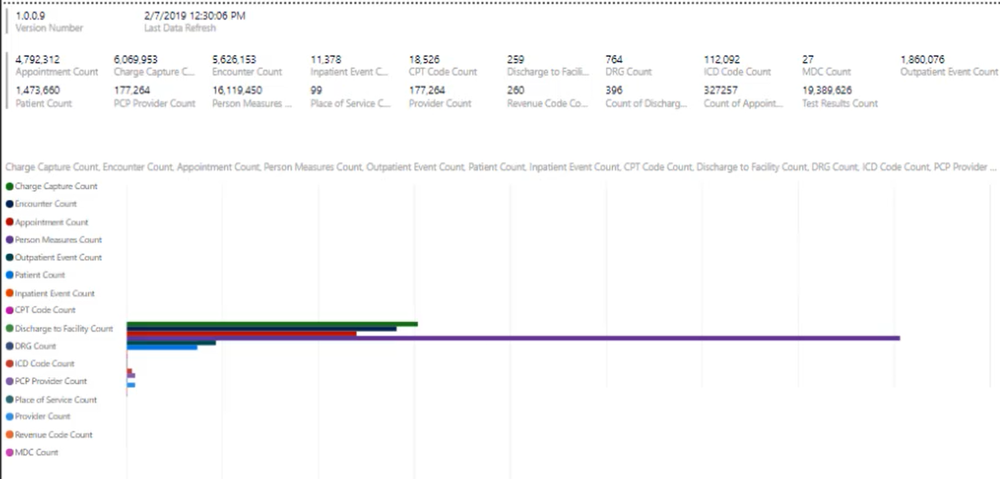 1.0.0.9 2/7/2019 12:30:06 PM
Version Number Last Data Refresh
4,792,312 6,069,953 5,626,153 11,378 18,526 259 764 112,092 27 1,860,076
Appointment Count Charge Capture C... Encounter Count Inpatient Event C... CPT Code Count Discharge to Facili... DRG Count ICD Code Count MDC Count Outpatient Event Count
1,473,660 177,264 16,119,450 99 177,264 260 396 327257 19,389,626
Patient Count PCP Provider Count Person Measures ... Place of Service C... Provider Count Revenue Code Co... Count of Discharg... Count of Appoint... Test Results Count
Charge Capture Count, Encounter Count, Appointment Count, Person Measures Count, Outpatient Event Count, Patient Count, Inpatient Event Count, CPT Code Count, Discharge to Facility Count, DRG Count, ICD Code Count, PCP Provider ...
Charge Capture Count
Encounter Count
Appointment Count
Person Measures Count
Outpatient Event Count
Patient Count
Inpatient Event Count
CPT Code Count
Discharge to Facility Count
DRG Count
ICD Code Count
PCP Provider Count
Place of Service Count
Provider Count
Revenue Code Count
MDC Count